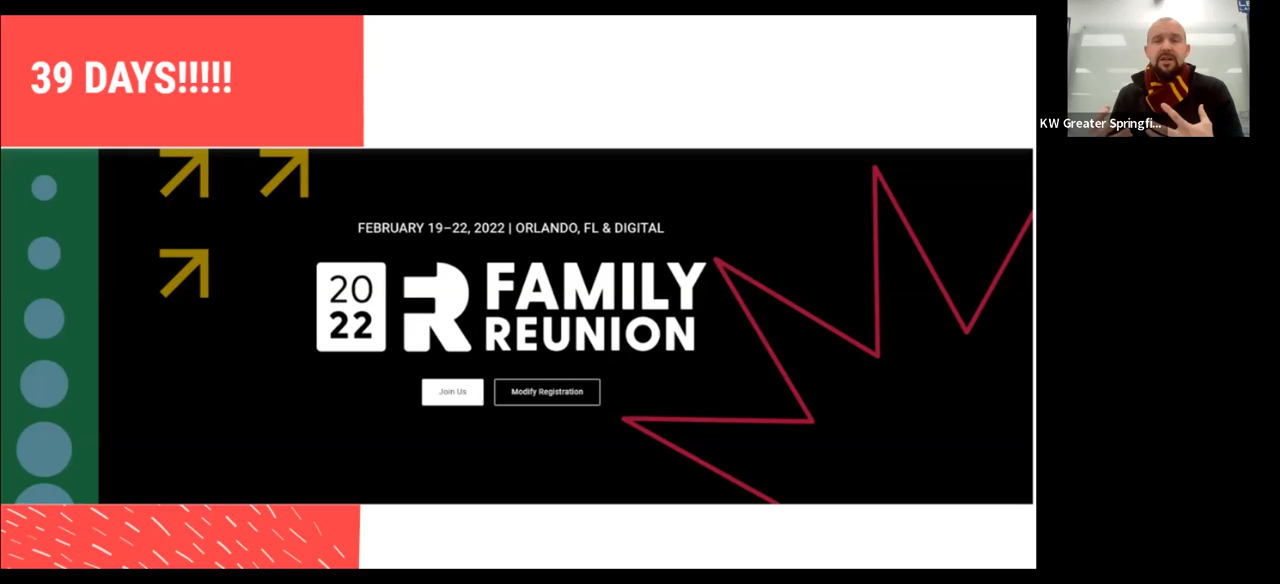 39 DAYS!!!!!
FEBRUARY 19–22, 2022 | ORLANDO, FL & DIGITAL
20
22
FR
FAMILY
REUNION
Join Us
Modify Registration
KW Greater Springfi...